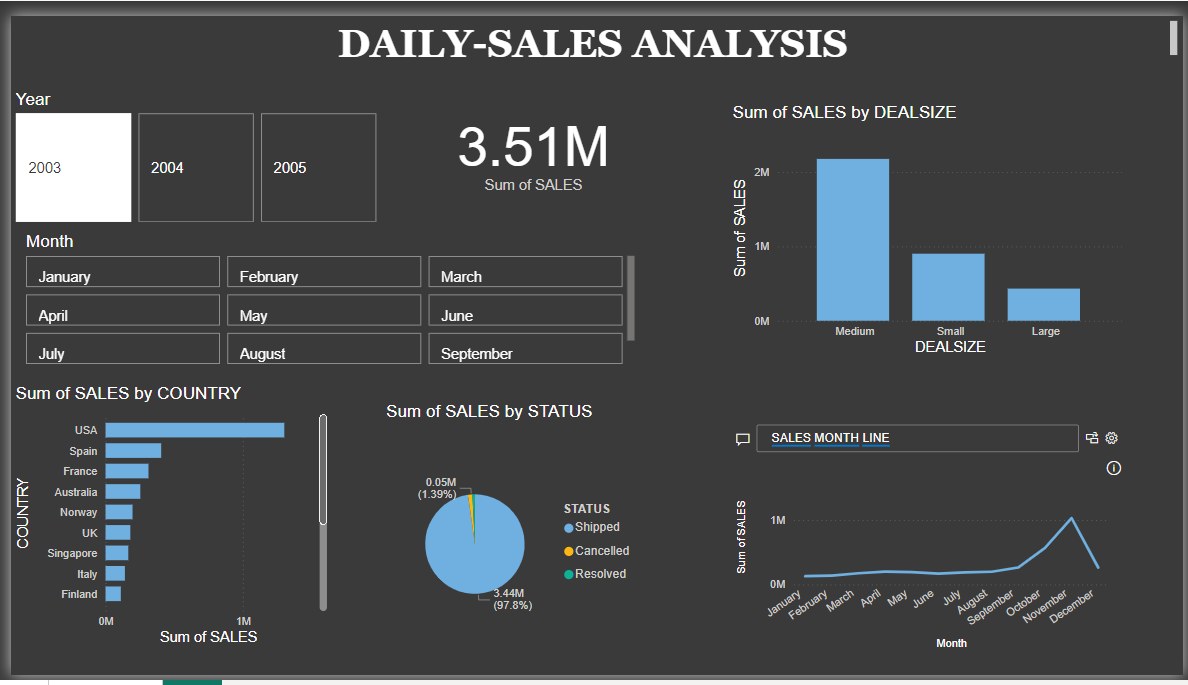 DAILY-SALES ANALYSIS
Year
2003
2004
2005
3.51M
Sum of SALES
Month
January
February
March
April
May
June
July
August
September
Sum of SALES by DEALSIZE
Sum of SALES
2M
1M
0M
Medium
Small
Large
DEALSIZE
Sum of SALES by COUNTRY
COUNTRY
USA
Spain
France
Australia
Norway
UK
Singapore
Italy
Finland
0M
1M
Sum of SALES
Sum of SALES by STATUS
0.05M
(1.39%)
3.44M
(97.8%)
STATUS
Shipped
Cancelled
Resolved
SALES MONTH LINE
Sum of SALES
1M
0M
January
February
March
April
May
June
July
August
September
October
November
December
Month